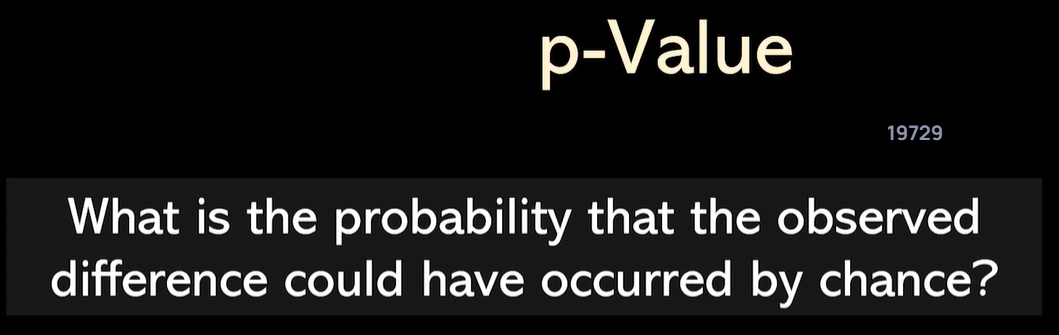 p-Value
19729
What is the probability that the observed
difference could have occurred by chance?